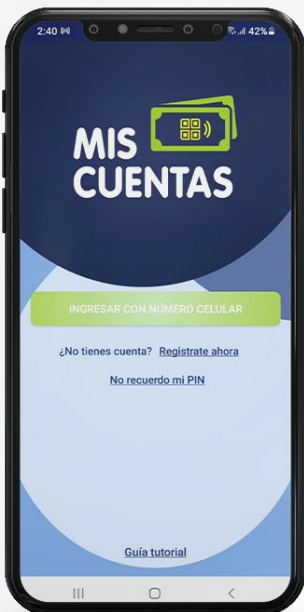 2:40
42%
MIS
CUENTAS
INGRESAR CON NÚMERO CELULAR
¿No tienes cuenta? Registrate ahora
No recuerdo mi PIN
Guía tutorial